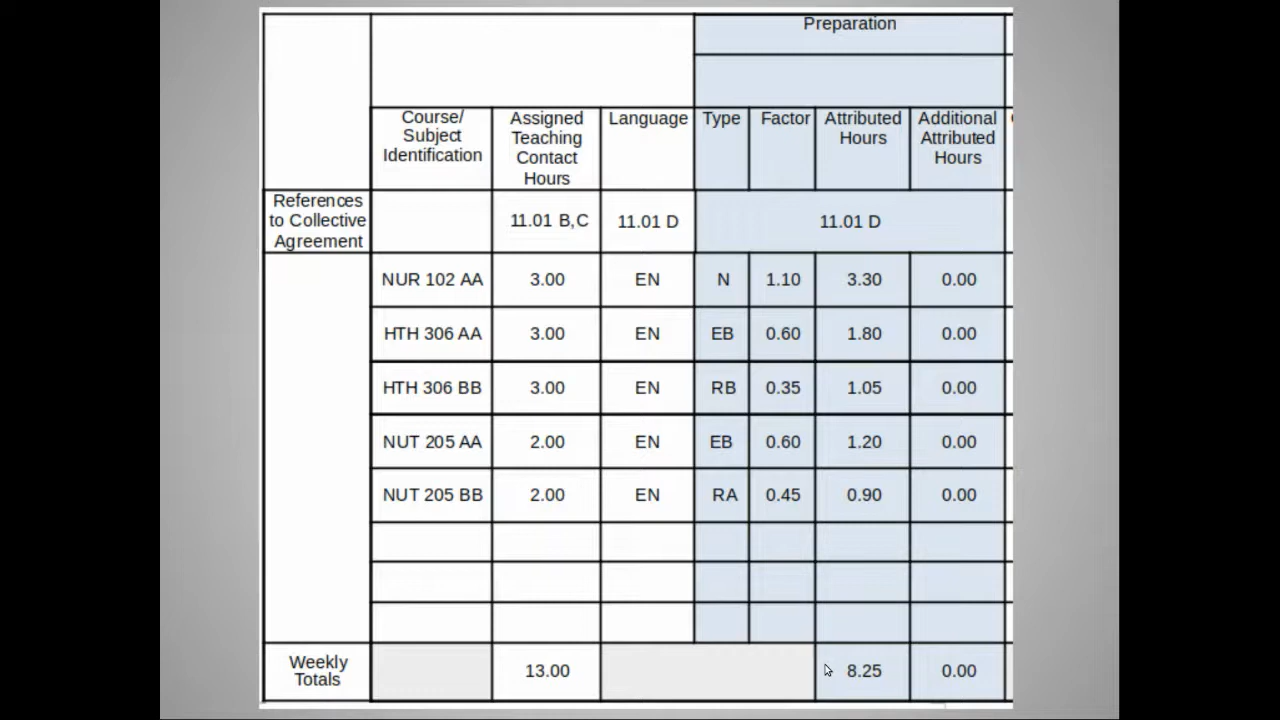 Preparation
Course/ Subject Identification
Assigned Teaching Contact Hours
Language
Type
Factor
Attributed Hours
Additional Attributed Hours
References to Collective Agreement
11.01 B,C
11.01 D
11.01 D
NUR 102 AA 3.00 EN N 1.10 3.30 0.00
HTH 306 AA 3.00 EN EB 0.60 1.80 0.00
HTH 306 BB 3.00 EN RB 0.35 1.05 0.00
NUT 205 AA 2.00 EN EB 0.60 1.20 0.00
NUT 205 BB 2.00 EN RA 0.45 0.90 0.00
Weekly Totals 13.00 8.25 0.00